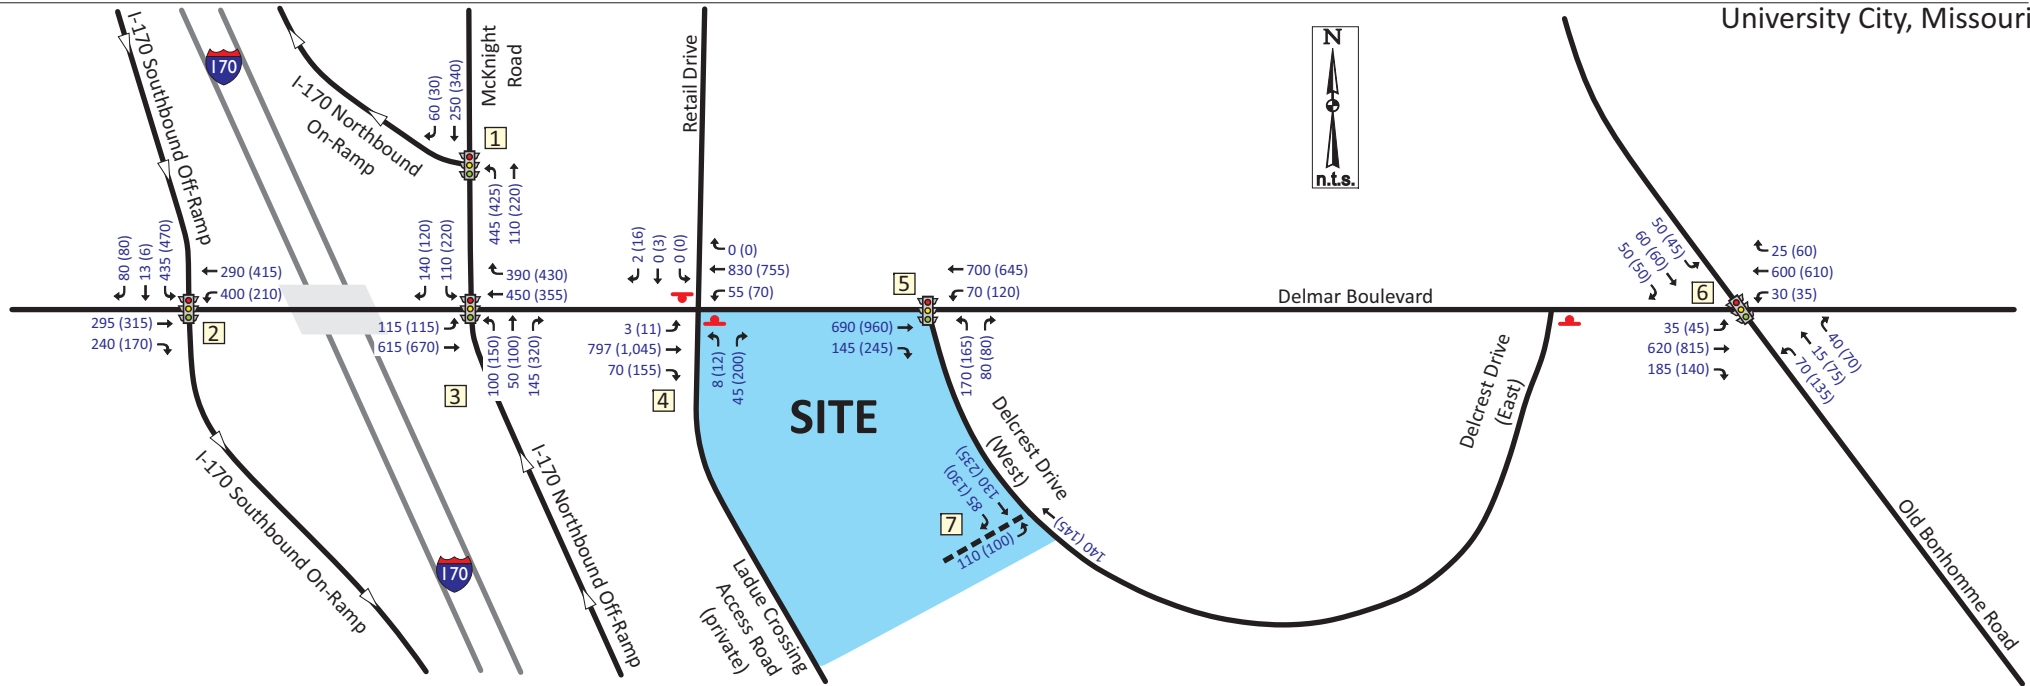 University City, Missouri
I-170 Southbound Off-Ramp
I70
I-170 Northbound
On-Ramp
60 (30)
250 (340)
McKnight
Road
1
445 (425)
110 (220)
Retail Drive
N
n.t.s.
80 (80)
13 (6)
435 (470)
290 (415)
400 (210)
295 (315)
240 (170)
2
140 (120)
110 (220)
390 (430)
450 (355)
115 (115)
615 (670)
100 (150)
50 (100)
145 (320)
3
2 (16)
0 (3)
0 (0)
0 (0)
830 (755)
55 (70)
3 (11)
797 (1,045)
70 (155)
8 (12)
45 (200)
4
5
700 (645)
70 (120)
690 (960)
145 (245)
170 (165)
80 (80)
Delmar Boulevard
50 (45)
60 (60)
50 (50)
6
25 (60)
600 (610)
30 (35)
35 (45)
620 (815)
185 (140)
40 (70)
15 (75)
70 (135)
SITE
Delcrest Drive
(West)
Delcrest Drive
(East)
130 (235)
85 (130)
7
110 (100)
140 (145)
I-170 Southbound On-Ramp
I70
I-170 Northbound Off-Ramp
Ladue Crossing
Access Road
(private)
Old Bonhomme Road